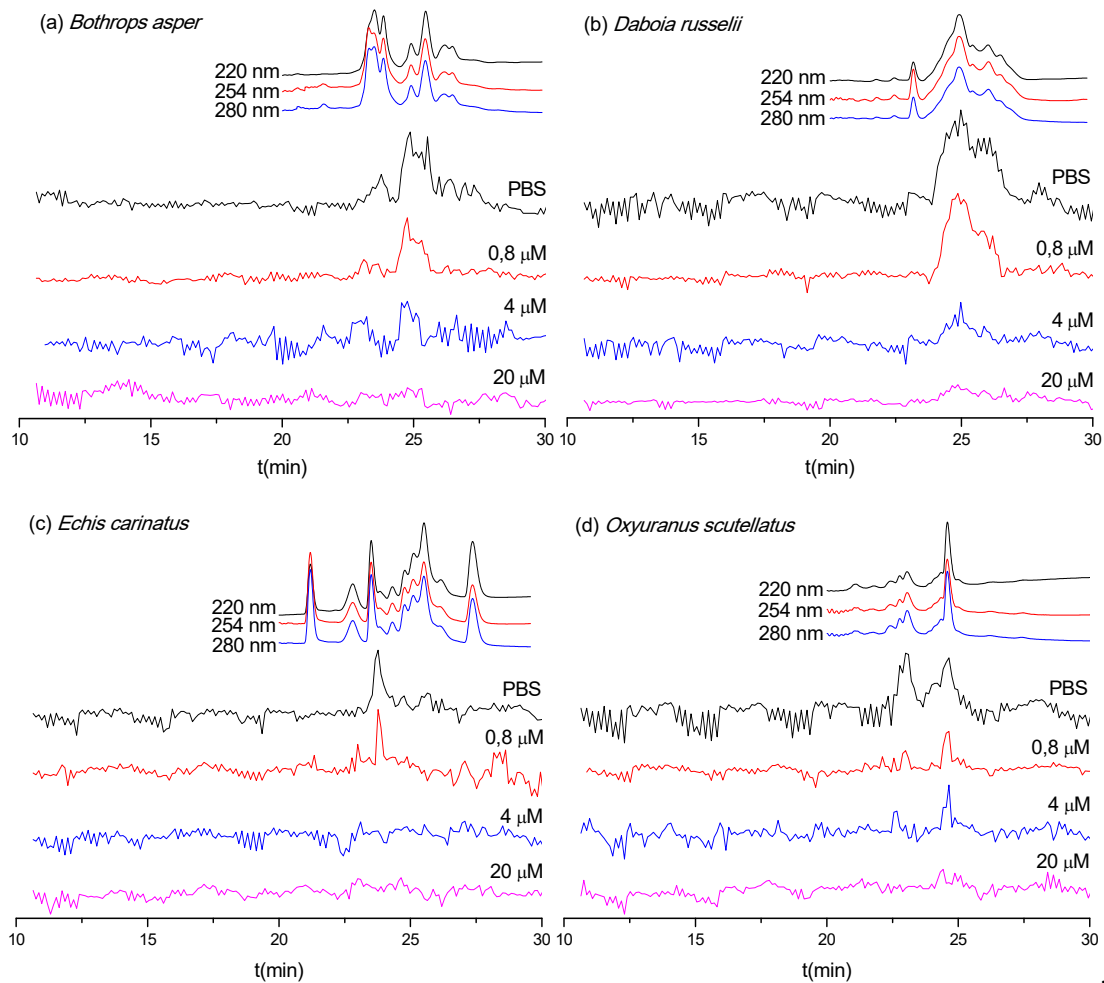 (a) Bothrops asper
220 nm
254 nm
280 nm
PBS
0,8 μM
4 μM
20 μM
10 15 20 25 30
t(min)
(b) Daboia russelii
220 nm
254 nm
280 nm
PBS
0,8 μM
4 μM
20 μM
10 15 20 25 30
t(min)
(c) Echis carinatus
220 nm
254 nm
280 nm
PBS
0,8 μM
4 μM
20 μM
10 15 20 25 30
t(min)
(d) Oxyuranus scutellatus
220 nm
254 nm
280 nm
PBS
0,8 μM
4 μM
20 μM
10 15 20 25 30
t(min)
.